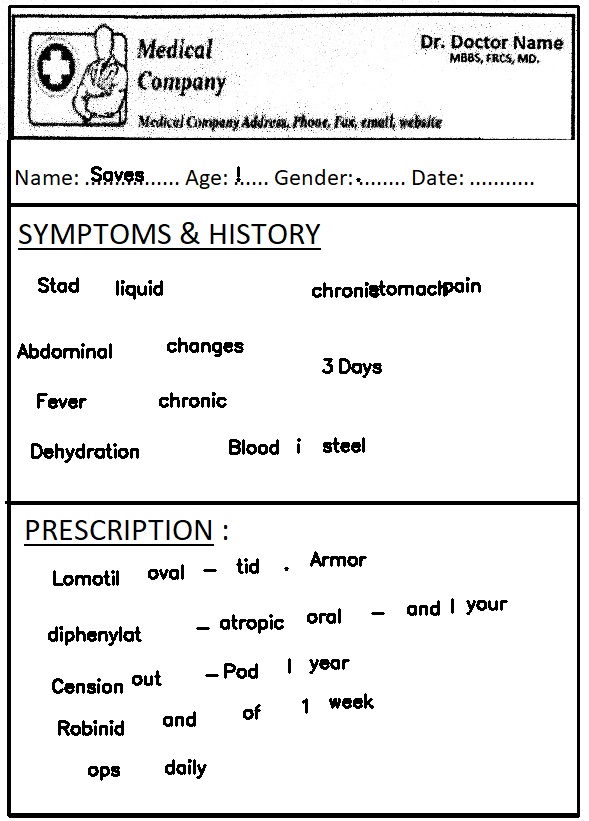 Medical
Company
Dr. Doctor Name
MBBS, FRCS, MD.
Medical Company Address, Phone, Fax, email, website
Name: ..Saves............ Age: !..... Gender:......... Date: ...........
SYMPTOMS & HISTORY
Stad liquid chronic stomach pain
Abdominal changes
3 Days
Fever chronic
Dehydration Blood i steel
PRESCRIPTION :
Lomotil oval – tid . Armor
diphenylat – atropic oral – and | your
Cension out – Pod | year
Robinid and of 1 week
ops daily